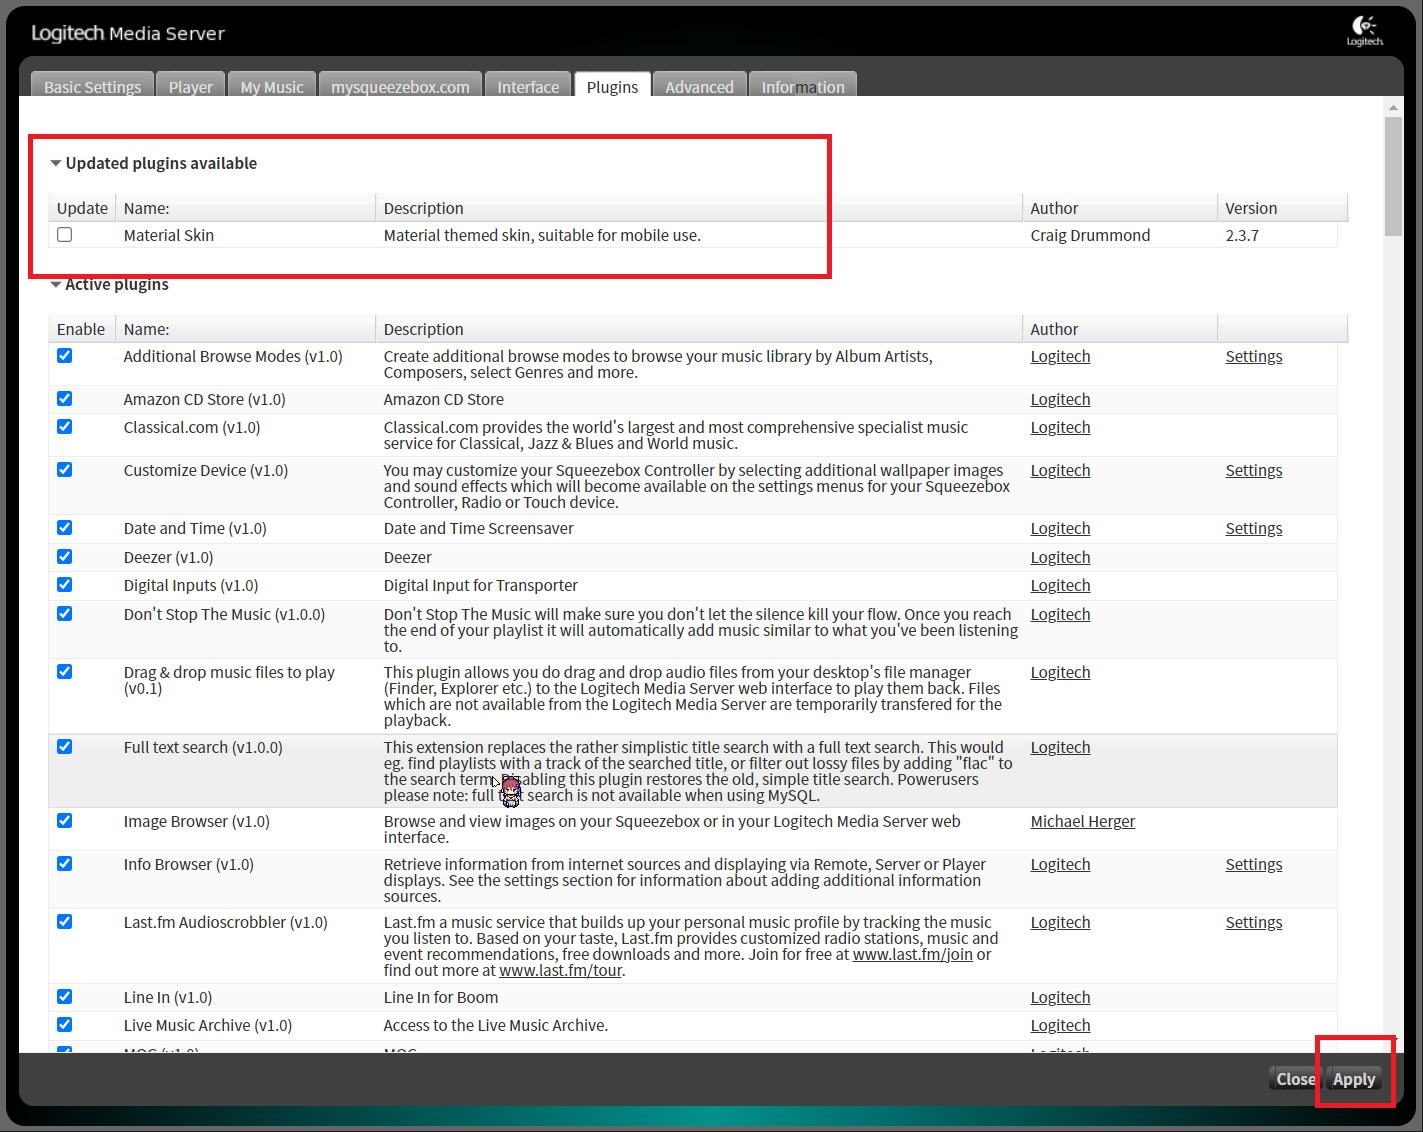 Logitech Media Server
Logitech
Basic Settings Player My Music mysqueezebox.com Interface Plugins Advanced Information
Updated plugins available
Update Name: Description Author Version
Material Skin Material themed skin, suitable for mobile use. Craig Drummond 2.3.7
Active plugins
Enable Name: Description Author
Additional Browse Modes (v1.0) Create additional browse modes to browse your music library by Album Artists, Logitech Settings
Composers, select Genres and more.
Amazon CD Store (v1.0) Amazon CD Store Logitech
Classical.com (v1.0) Classical.com provides the world's largest and most comprehensive specialist music Logitech
service for Classical, Jazz & Blues and World music.
Customize Device (v1.0) You may customize your Squeezebox Controller by selecting additional wallpaper images Logitech Settings
and sound effects which will become available on the settings menus for your Squeezebox
Controller, Radio or Touch device.
Date and Time (v1.0) Date and Time Screensaver Logitech Settings
Deezer (v1.0) Deezer Logitech
Digital Inputs (v1.0) Digital Input for Transporter Logitech
Don't Stop The Music (v1.0.0) Don't Stop The Music will make sure you don't let the silence kill your flow. Once you reach Logitech
the end of your playlist it will automatically add music similar to what you've been listening
to.
Drag & drop music files to play This plugin allows you do drag and drop audio files from your desktop's file manager Logitech
(v0.1) (Finder, Explorer etc.) to the Logitech Media Server web interface to play them back. Files
which are not available from the Logitech Media Server are temporarily transfered for the
playback.
Full text search (v1.0.0) This extension replaces the rather simplistic title search with a full text search. This would Logitech
eg. find playlists with a track of the searched title, or filter out lossy files by adding "flac" to
the search term. Disabling this plugin restores the old, simple title search. Powerusers
please note: full text search is not available when using MySQL.
Image Browser (v1.0) Browse and view images on your Squeezebox or in your Logitech Media Server web Michael Herger
interface.
Info Browser (v1.0) Retrieve information from internet sources and displaying via Remote, Server or Player Logitech Settings
displays. See the settings section for information about adding additional information
sources.
Last.fm Audioscrobbler (v1.0) Last.fm a music service that builds up your personal music profile by tracking the music Logitech Settings
you listen to. Based on your taste, Last.fm provides customized radio stations, music and
event recommendations, free downloads and more. Join for free at www.last.fm/join or
find out more at www.last.fm/tour.
Line In (v1.0) Line In for Boom Logitech
Live Music Archive (v1.0) Access to the Live Music Archive. Logitech
Close Apply